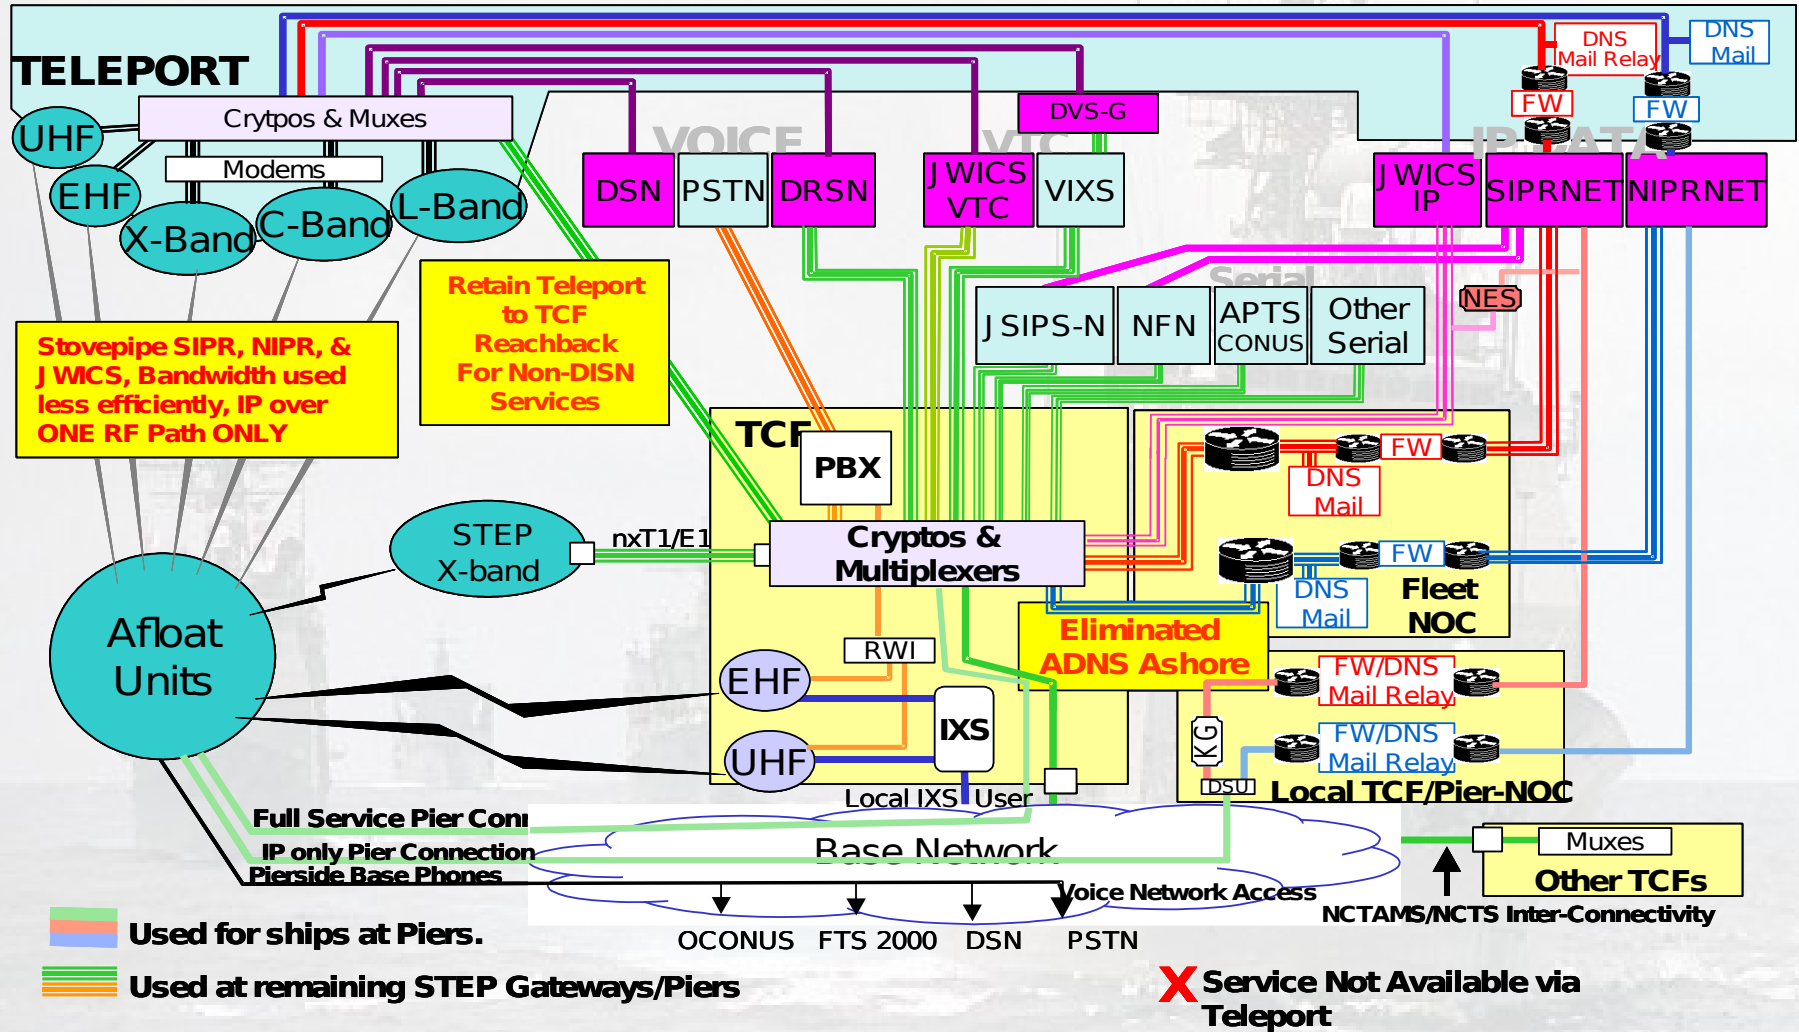 TELEPORT
DNS
Mail Relay
DNS
Mail
FW
FW
Crytpos & Muxes
UHF
EHF
Modems
X-Band
C-Band
L-Band
VOICE
VTC
IP DATA
DVS-G
DSN
PSTN
DRSN
JWICS
VTC
VIXS
JWICS
IP
SIPRNET
NIPRNET
Retain Teleport
to TCF
Reachback
For Non-DISN
Services
Serial
NES
JSIPS-N
NFN
APTS
CONUS
Other
Serial
Stovepipe SIPR, NIPR, &
JWICS, Bandwidth used
less efficiently, IP over
ONE RF Path ONLY
TCF
PBX
FW
DNS
Mail
STEP
X-band
nxT1/E1
Cryptos &
Multiplexers
FW
DNS
Mail
Fleet
NOC
Eliminated
ADNS Ashore
Afloat
Units
RWI
EHF
IXS
UHF
FW/DNS
Mail Relay
KG
FW/DNS
Mail Relay
DSU
Local TCF/Pier-NOC
Local IXS User
Full Service Pier Conn
IP only Pier Connection
Pierside Base Phones
Base Network
Voice Network Access
Muxes
Other TCFs
NCTAMS/NCTS Inter-Connectivity
OCONUS
FTS 2000
DSN
PSTN
Used for ships at Piers.
Used at remaining STEP Gateways/Piers
X Service Not Available via
Teleport